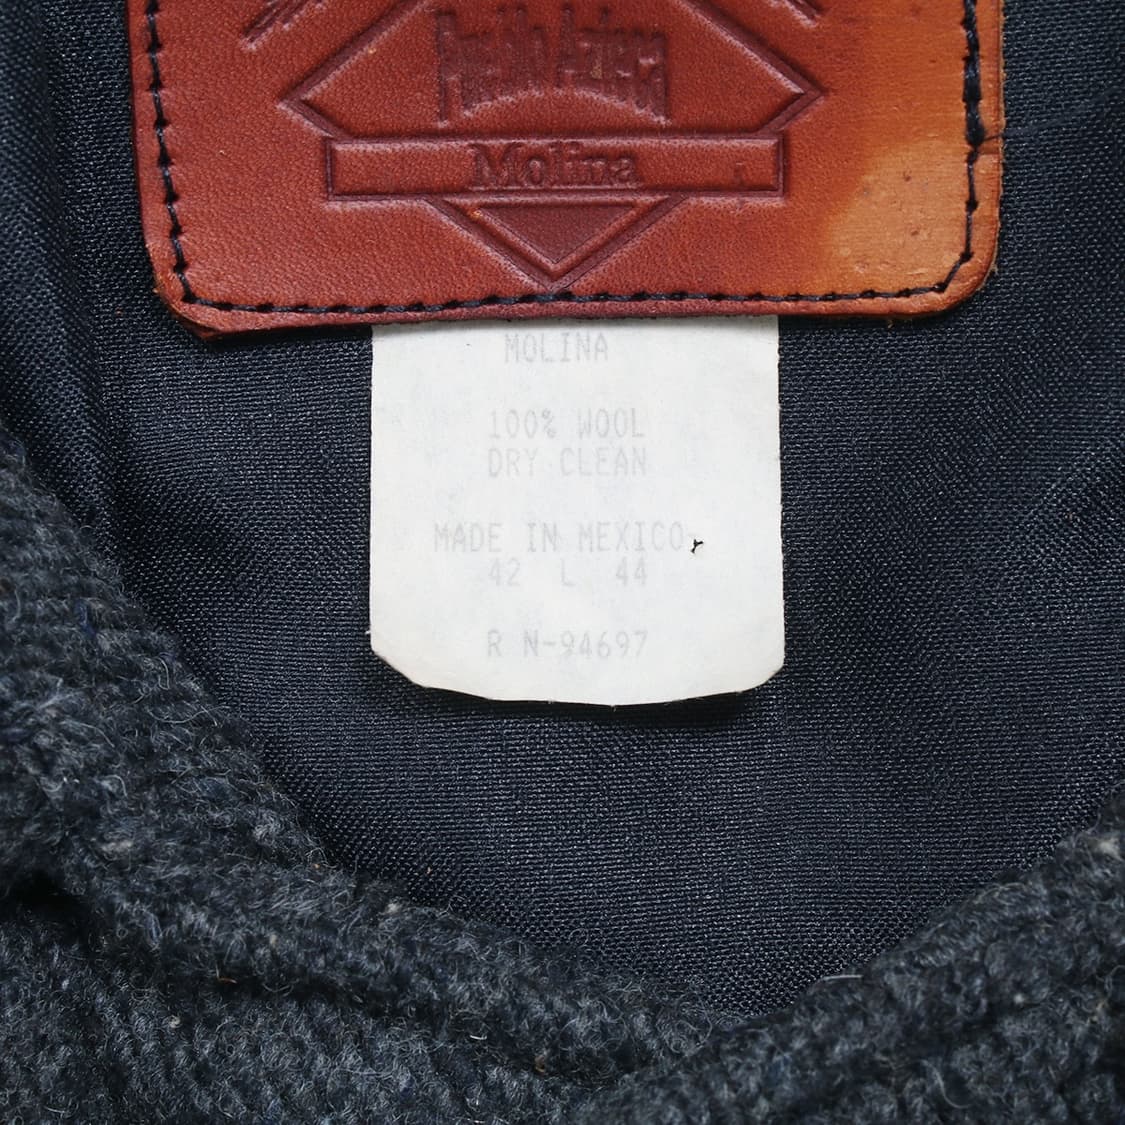 Pueblo Azteca
Molina
MOLINA
100% WOOL
DRY CLEAN
MADE IN MEXICO
42 L 44
R N-94697